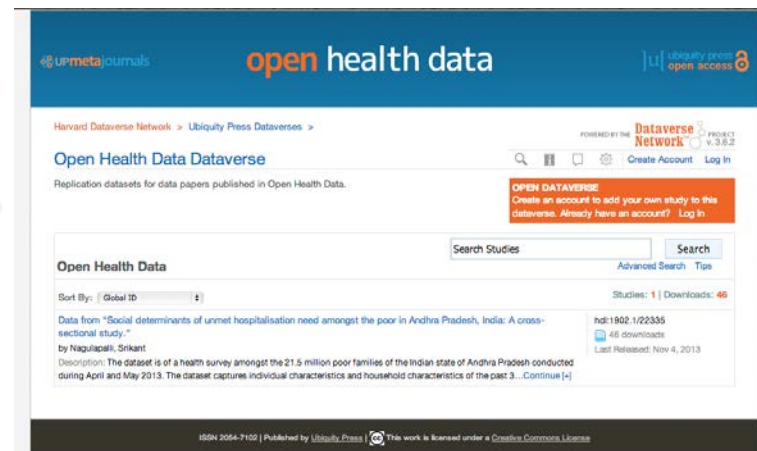 upmetajournals
open health data
]u[ ubiquity press
open access
Harvard Dataverse Network > Ubiquity Press Dataverses >
POWERED BY THE Dataverse Network PROJECT v. 3.6.2
Open Health Data Dataverse
Create Account Log In
Replication datasets for data papers published in Open Health Data.
OPEN DATAVERSE
Create an account to add your own study to this
dataverse. Already have an account? Log In
Search Studies Search
Open Health Data
Advanced Search Tips
Sort By: Global ID
Studies: 1 | Downloads: 46
Data from "Social determinants of unmet hospitalisation need amongst the poor in Andhra Pradesh, India: A cross-
sectional study."
by Nagulapalli, Srikant
Description: The dataset is of a health survey amongst the 21.5 million poor families of the Indian state of Andhra Pradesh conducted
during April and May 2013. The dataset captures individual characteristics and household characteristics of the past 3...Continue [+]
hdl:1902.1/22335
46 downloads
Last Released: Nov 4, 2013
ISSN 2054-7102 | Published by Ubiquity Press | cc This work is licensed under a Creative Commons License